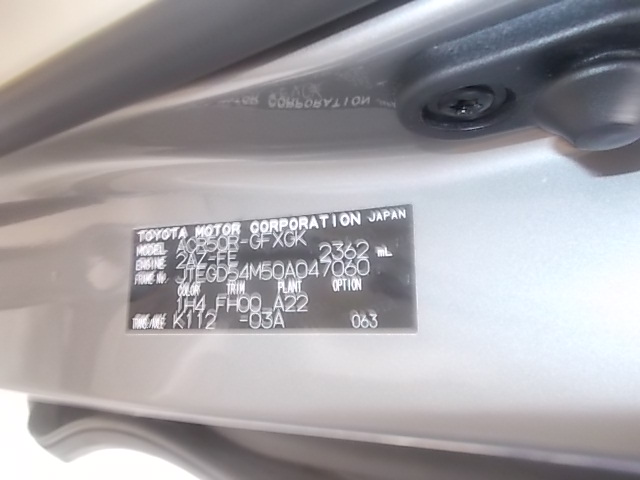 TOYOTA MOTOR CORPORATION JAPAN
MODEL ACR50R-GFXGK
ENGINE 2AZ-FE 2362 mL
FRAME No. JTEGD54M50A047060
COLOR TRIM PLANT OPTION
1H4 FH00 A22
TRANS/AXLE K112 -03A 063